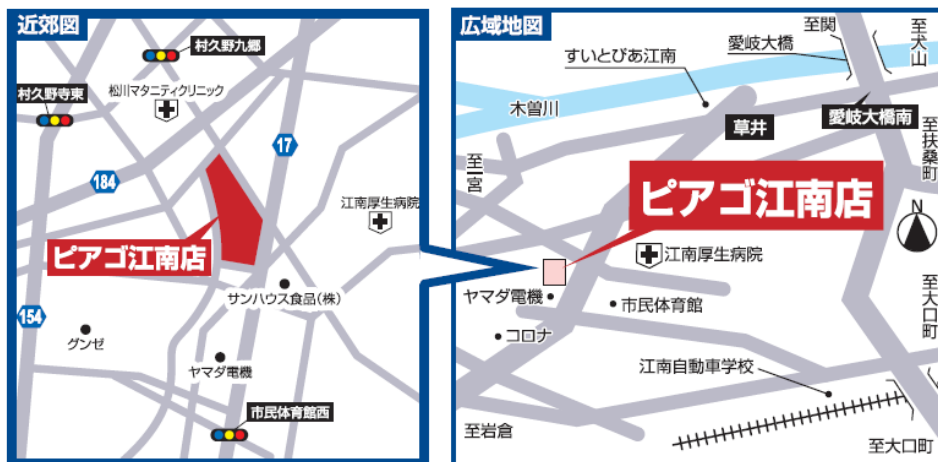 近郊図
村久野九郷
松川マタニティクリニック
村久野寺東
17
184
江南厚生病院
ピアゴ江南店
サンハウス食品(株)
154
グンゼ
ヤマダ電機
市民体育館西
広域地図
至関
愛岐大橋
至犬山
すいとぴあ江南
木曽川
草井
愛岐大橋南
至扶桑町
至一宮
ピアゴ江南店
N
江南厚生病院
ヤマダ電機
市民体育館
至大口町
コロナ
江南自動車学校
至岩倉
至大口町